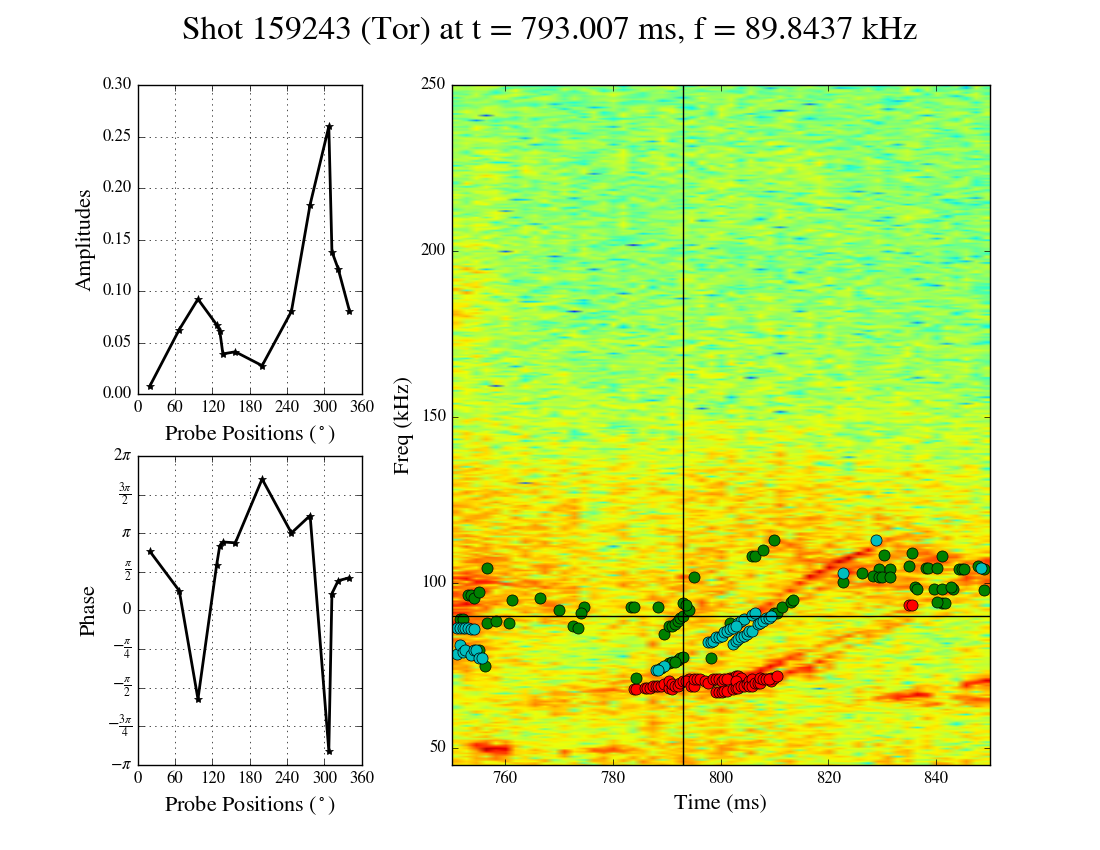 Shot 159243 (Tor) at t = 793.007 ms, f = 89.8437 kHz
Amplitudes
0.30
0.25
0.20
0.15
0.10
0.05
0.00
0 60 120 180 240 300 360
Probe Positions (°)
Phase
2π
3π/2
π
π/2
0
−π/4
−π/2
−3π/4
−π
0 60 120 180 240 300 360
Probe Positions (°)
Freq (kHz)
250
200
150
100
50
760 780 800 820 840
Time (ms)